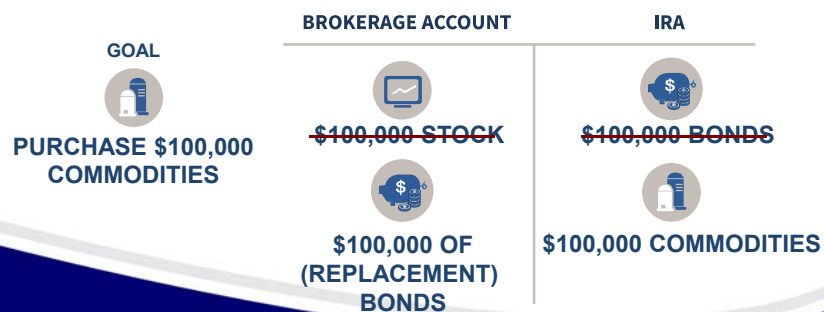 BROKERAGE ACCOUNT
IRA
GOAL
PURCHASE $100,000
COMMODITIES
$100,000 STOCK
$100,000 BONDS
$
$
$100,000 OF
(REPLACEMENT)
BONDS
$100,000 COMMODITIES